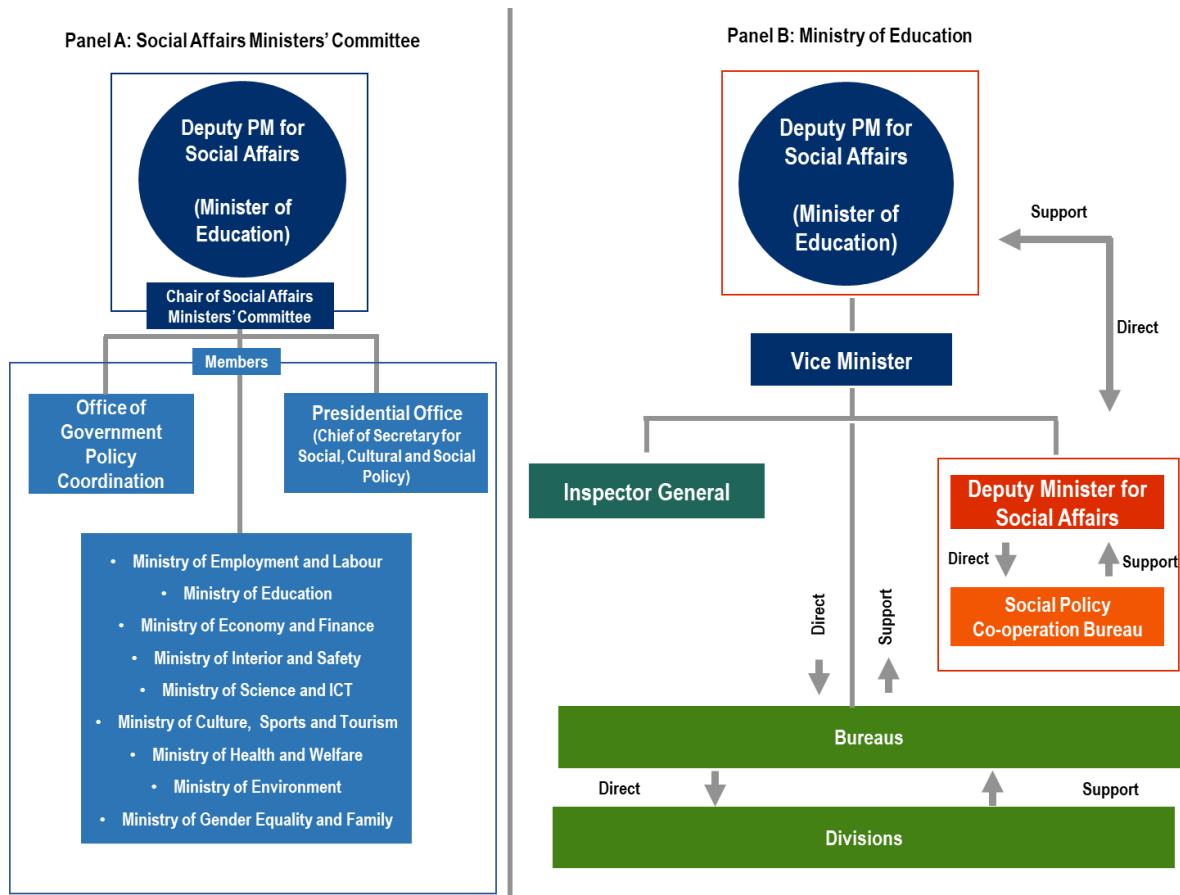 Panel A: Social Affairs Ministers' Committee
Deputy PM for
Social Affairs
(Minister of
Education)
Chair of Social Affairs
Ministers' Committee
Members
Office of
Government
Policy
Coordination
Presidential Office
(Chief of Secretary for
Social, Cultural and Social
Policy)
• Ministry of Employment and Labour
• Ministry of Education
• Ministry of Economy and Finance
• Ministry of Interior and Safety
• Ministry of Science and ICT
• Ministry of Culture, Sports and Tourism
• Ministry of Health and Welfare
• Ministry of Environment
• Ministry of Gender Equality and Family
Panel B: Ministry of Education
Deputy PM for
Social Affairs
(Minister of
Education)
Support
Direct
Vice Minister
Inspector General
Deputy Minister for
Social Affairs
Direct
Support
Social Policy
Co-operation Bureau
Direct
Support
Bureaus
Direct
Support
Divisions